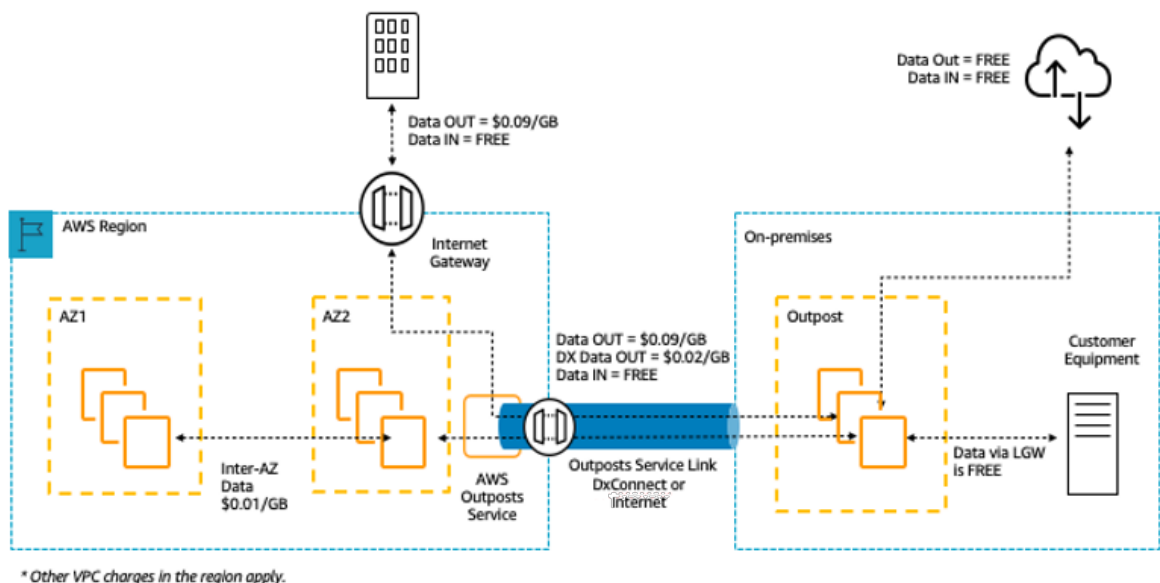 Data OUT = $0.09/GB
Data IN = FREE
Data Out = FREE
Data IN = FREE
AWS Region
Internet
Gateway
On-premises
AZ1
AZ2
Inter-AZ
Data
$0.01/GB
AWS
Outposts
Service
Data OUT = $0.09/GB
DX Data OUT = $0.02/GB
Data IN = FREE
Outposts Service Link
DxConnect or
Internet
Outpost
Customer
Equipment
Data via LGW
is FREE
* Other VPC charges in the region apply.